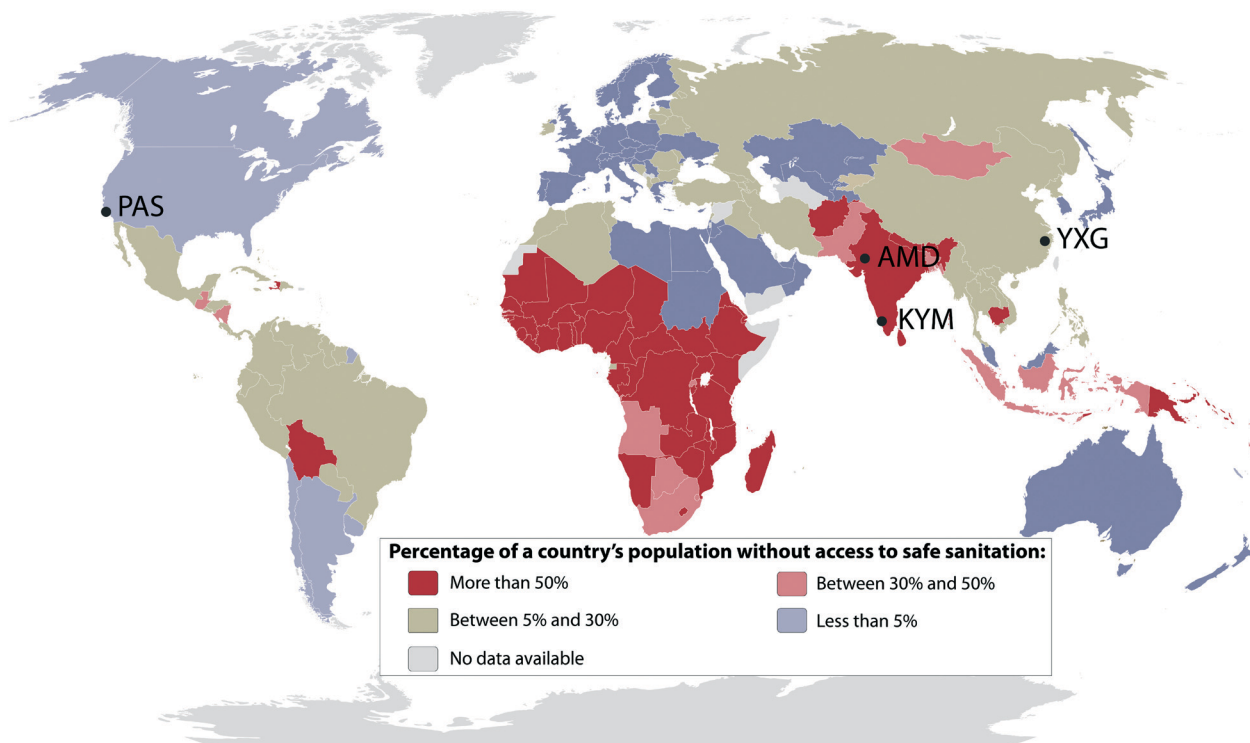 PAS
YXG
AMD
KYM
Percentage of a country’s population without access to safe sanitation:
More than 50%
Between 30% and 50%
Between 5% and 30%
Less than 5%
No data available